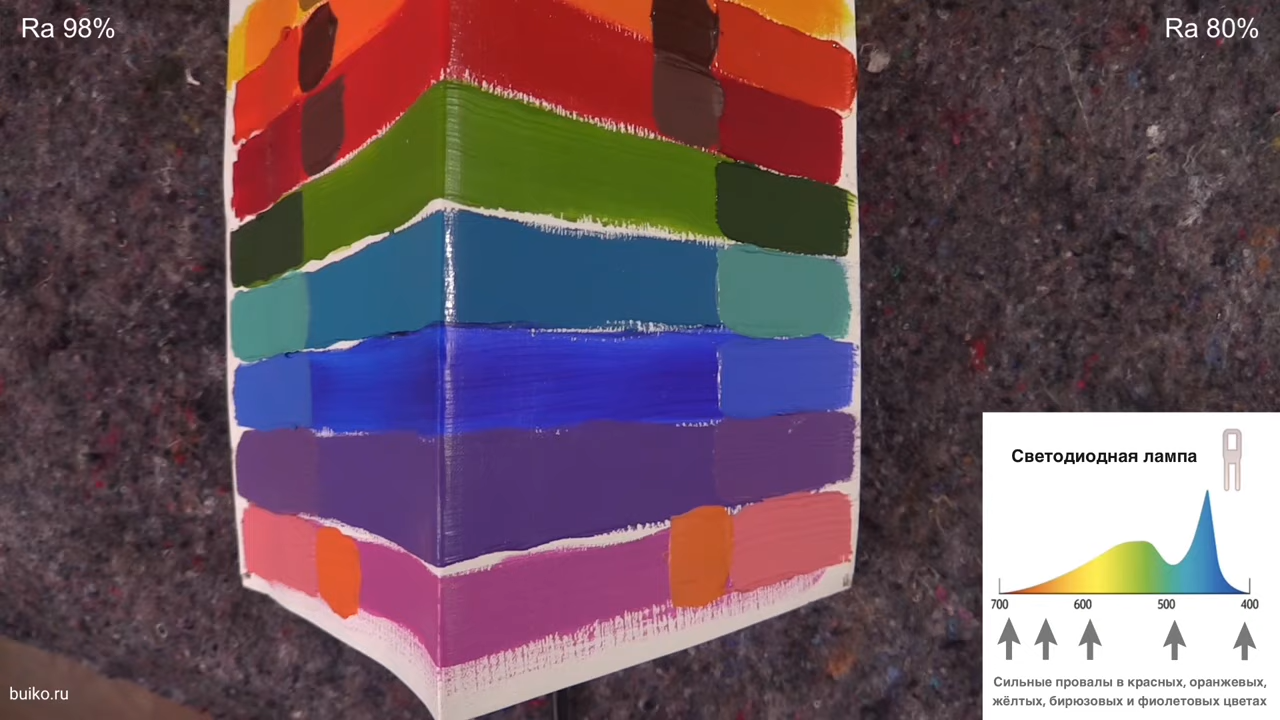 Ra 98%
Ra 80%
Светодиодная лампа
700 600 500 400
Сильные провалы в красных, оранжевых,
жёлтых, бирюзовых и фиолетовых цветах
buiko.ru